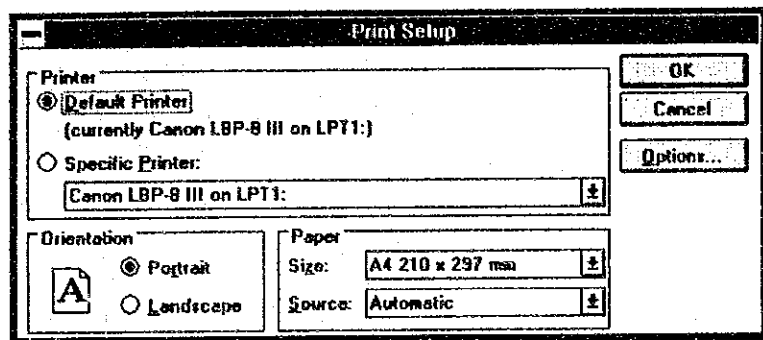 Print Setup
Printer
Default Printer
(currently Canon LBP-8 III on LPT1:)
Specific Printer:
Canon LBP-8 III on LPT1:
OK
Cancel
Options...
Orientation
A
Portrait
Landscape
Paper
Size: A4 210 x 297 mm
Source: Automatic